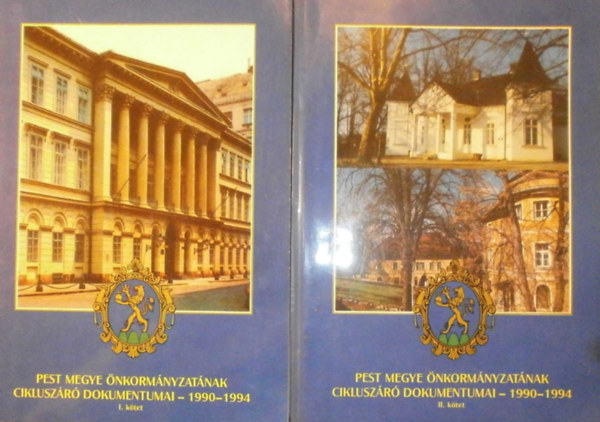 PEST MEGYE ÖNKORMÁNYZATÁNAK
CIKLUSZÁRÓ DOKUMENTUMAI – 1990–1994
I. kötet
PEST MEGYE ÖNKORMÁNYZATÁNAK
CIKLUSZÁRÓ DOKUMENTUMAI – 1990–1994
II. kötet